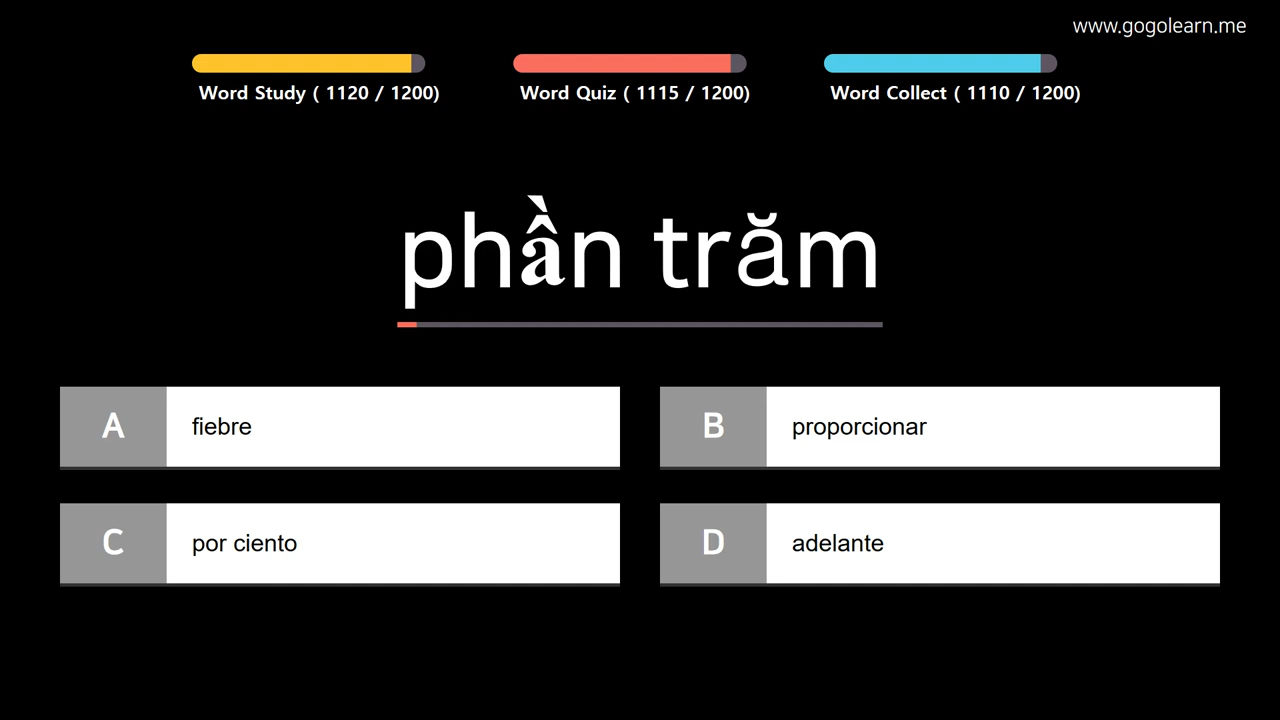 www.gogolearn.me
Word Study ( 1120 / 1200)
Word Quiz ( 1115 / 1200)
Word Collect ( 1110 / 1200)
phần trăm
A fiebre
B proporcionar
C por ciento
D adelante